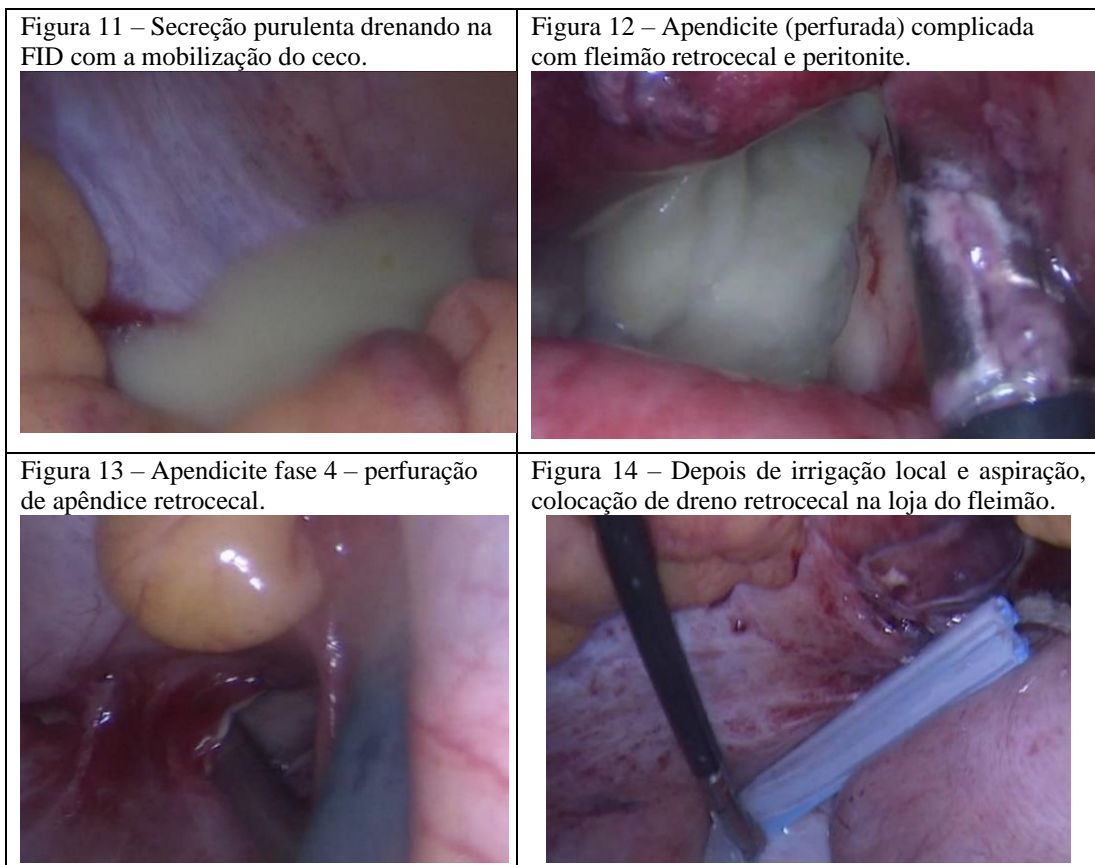 Figura 11 – Secreção purulenta drenando na
FID com a mobilização do ceco.
Figura 12 – Apendicite (perfurada) complicada
com fleimão retrocecal e peritonite.
Figura 13 – Apendicite fase 4 – perfuração
de apêndice retrocecal.
Figura 14 – Depois de irrigação local e aspiração,
colocação de dreno retrocecal na loja do fleimão.